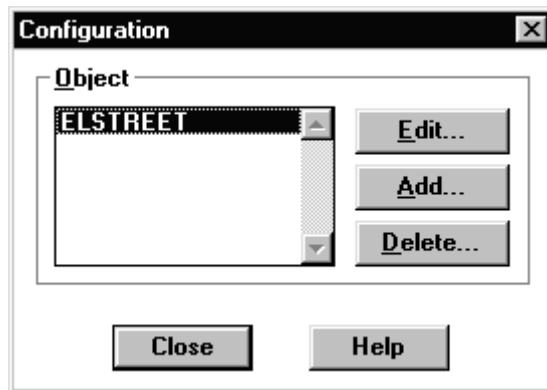 Configuration
Object
ELSTREET
Edit...
Add...
Delete...
Close
Help